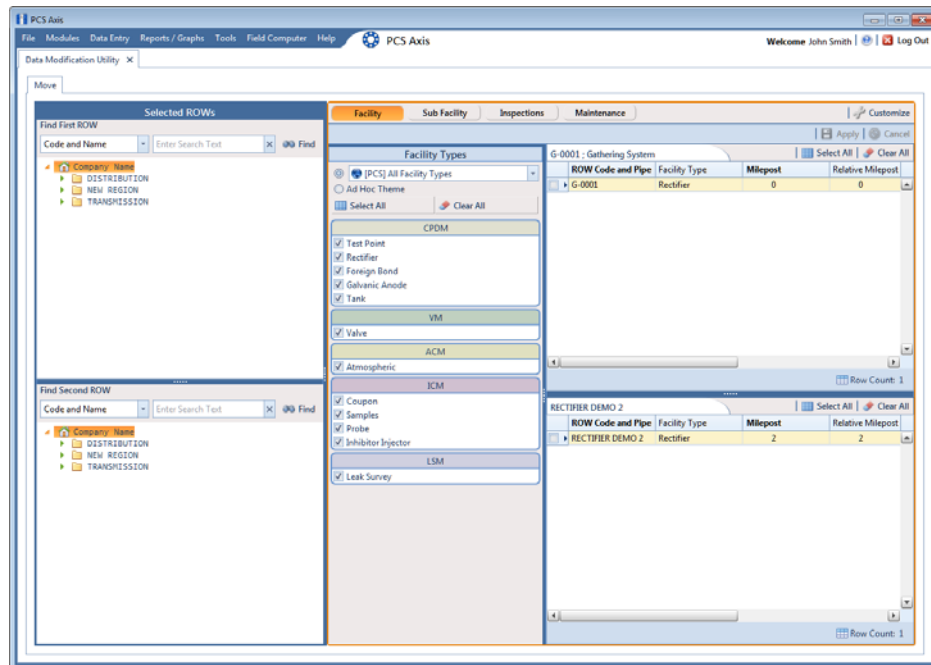 PCS Axis
File Modules Data Entry Reports / Graphs Tools Field Computer Help PCS Axis Welcome John Smith Log Out
Data Modification Utility
Move
Selected ROWs
Find First ROW
Code and Name Enter Search Text Find
Company Name
DISTRIBUTION
NEW REGION
TRANSMISSION
Find Second ROW
Code and Name Enter Search Text Find
Company Name
DISTRIBUTION
NEW REGION
TRANSMISSION
Facility Sub Facility Inspections Maintenance Customize
Apply Cancel
Facility Types
[PCS] All Facility Types
Ad Hoc Theme
Select All Clear All
CPDM
Test Point
Rectifier
Foreign Bond
Galvanic Anode
Tank
VM
Valve
ACM
Atmospheric
ICM
Coupon
Samples
Probe
Inhibitor Injector
LSM
Leak Survey
G-0001 ; Gathering System Select All Clear All
ROW Code and Pipe Facility Type Milepost Relative Milepost
G-0001 Rectifier 0 0
Row Count: 1
RECTIFIER DEMO 2 Select All Clear All
ROW Code and Pipe Facility Type Milepost Relative Milepost
RECTIFIER DEMO 2 Rectifier 2 2
Row Count: 1